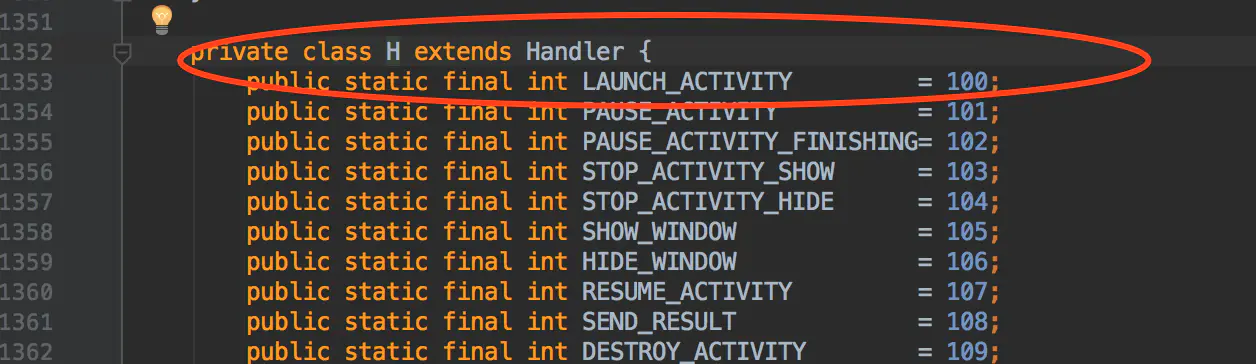 1351
1352 private class H extends Handler {
1353 public static final int LAUNCH_ACTIVITY = 100;
1354 public static final int PAUSE_ACTIVITY = 101;
1355 public static final int PAUSE_ACTIVITY_FINISHING= 102;
1356 public static final int STOP_ACTIVITY_SHOW = 103;
1357 public static final int STOP_ACTIVITY_HIDE = 104;
1358 public static final int SHOW_WINDOW = 105;
1359 public static final int HIDE_WINDOW = 106;
1360 public static final int RESUME_ACTIVITY = 107;
1361 public static final int SEND_RESULT = 108;
1362 public static final int DESTROY_ACTIVITY = 109;